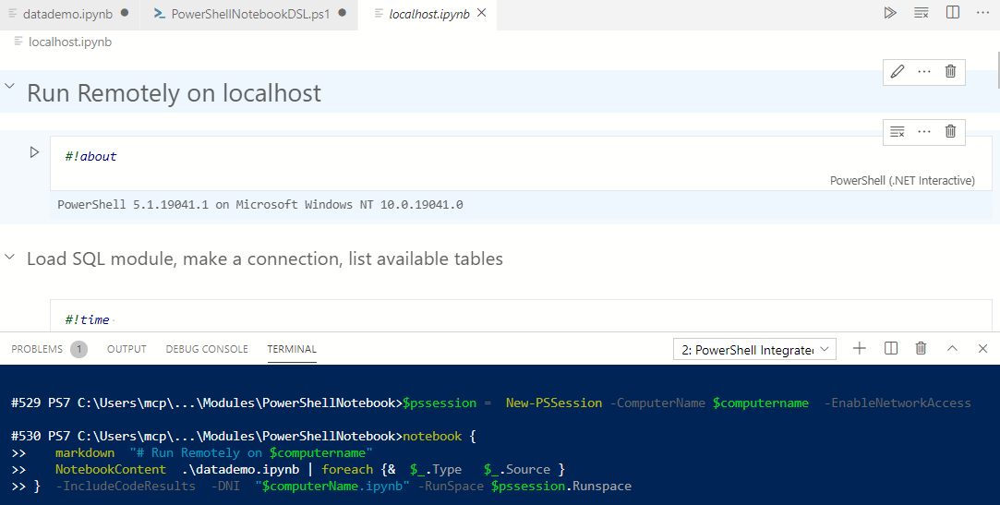 datademo.ipynb PowerShellNotebookDSL.ps1 localhost.ipynb
localhost.ipynb
Run Remotely on localhost
#!about
PowerShell (.NET Interactive)
PowerShell 5.1.19041.1 on Microsoft Windows NT 10.0.19041.0
Load SQL module, make a connection, list available tables
#!time
PROBLEMS 1 OUTPUT DEBUG CONSOLE TERMINAL 2: PowerShell Integrate
#529 PS7 C:\Users\mcp\...\Modules\PowerShellNotebook>$pssession = New-PSSession -ComputerName $computername -EnableNetworkAccess
#530 PS7 C:\Users\mcp\...\Modules\PowerShellNotebook>notebook {
>> markdown "# Run Remotely on $computername"
>> NotebookContent .\datademo.ipynb | foreach {& $_.Type $_.Source }
>> } -IncludeCodeResults -DNI "$computerName.ipynb" -RunSpace $pssession.Runspace